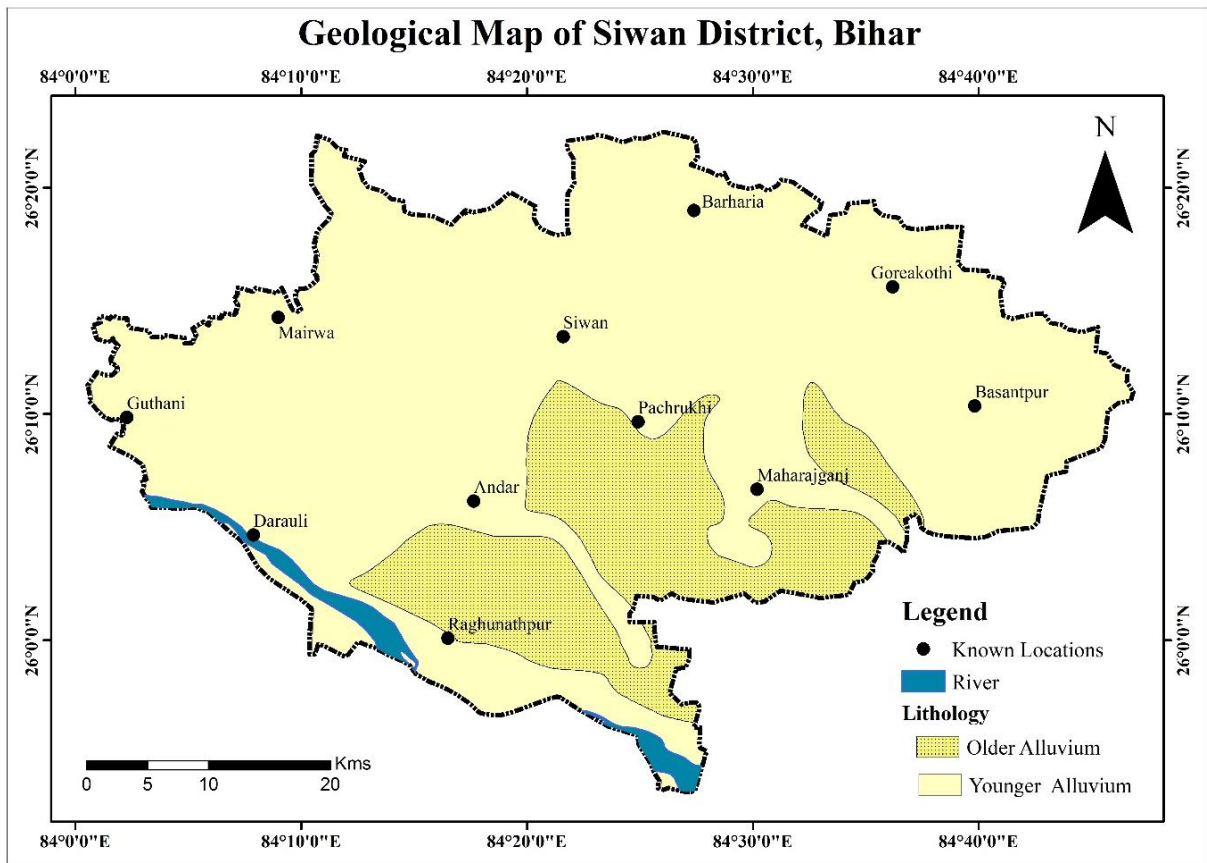 Geological Map of Siwan District, Bihar
84°0'0"E 84°10'0"E 84°20'0"E 84°30'0"E 84°40'0"E
N
26°20'0"N 26°20'0"N
Barharia
Goreakothi
Siwan
Mairwa
Guthani
Basantpur
26°10'0"N 26°10'0"N
Pachrukhi
Maharajganj
Andar
Darauli
Raghunathpur
26°0'0"N 26°0'0"N
Legend
Known Locations
River
Lithology
Older Alluvium
Younger Alluvium
Kms
0 5 10 20
84°0'0"E 84°10'0"E 84°20'0"E 84°30'0"E 84°40'0"E